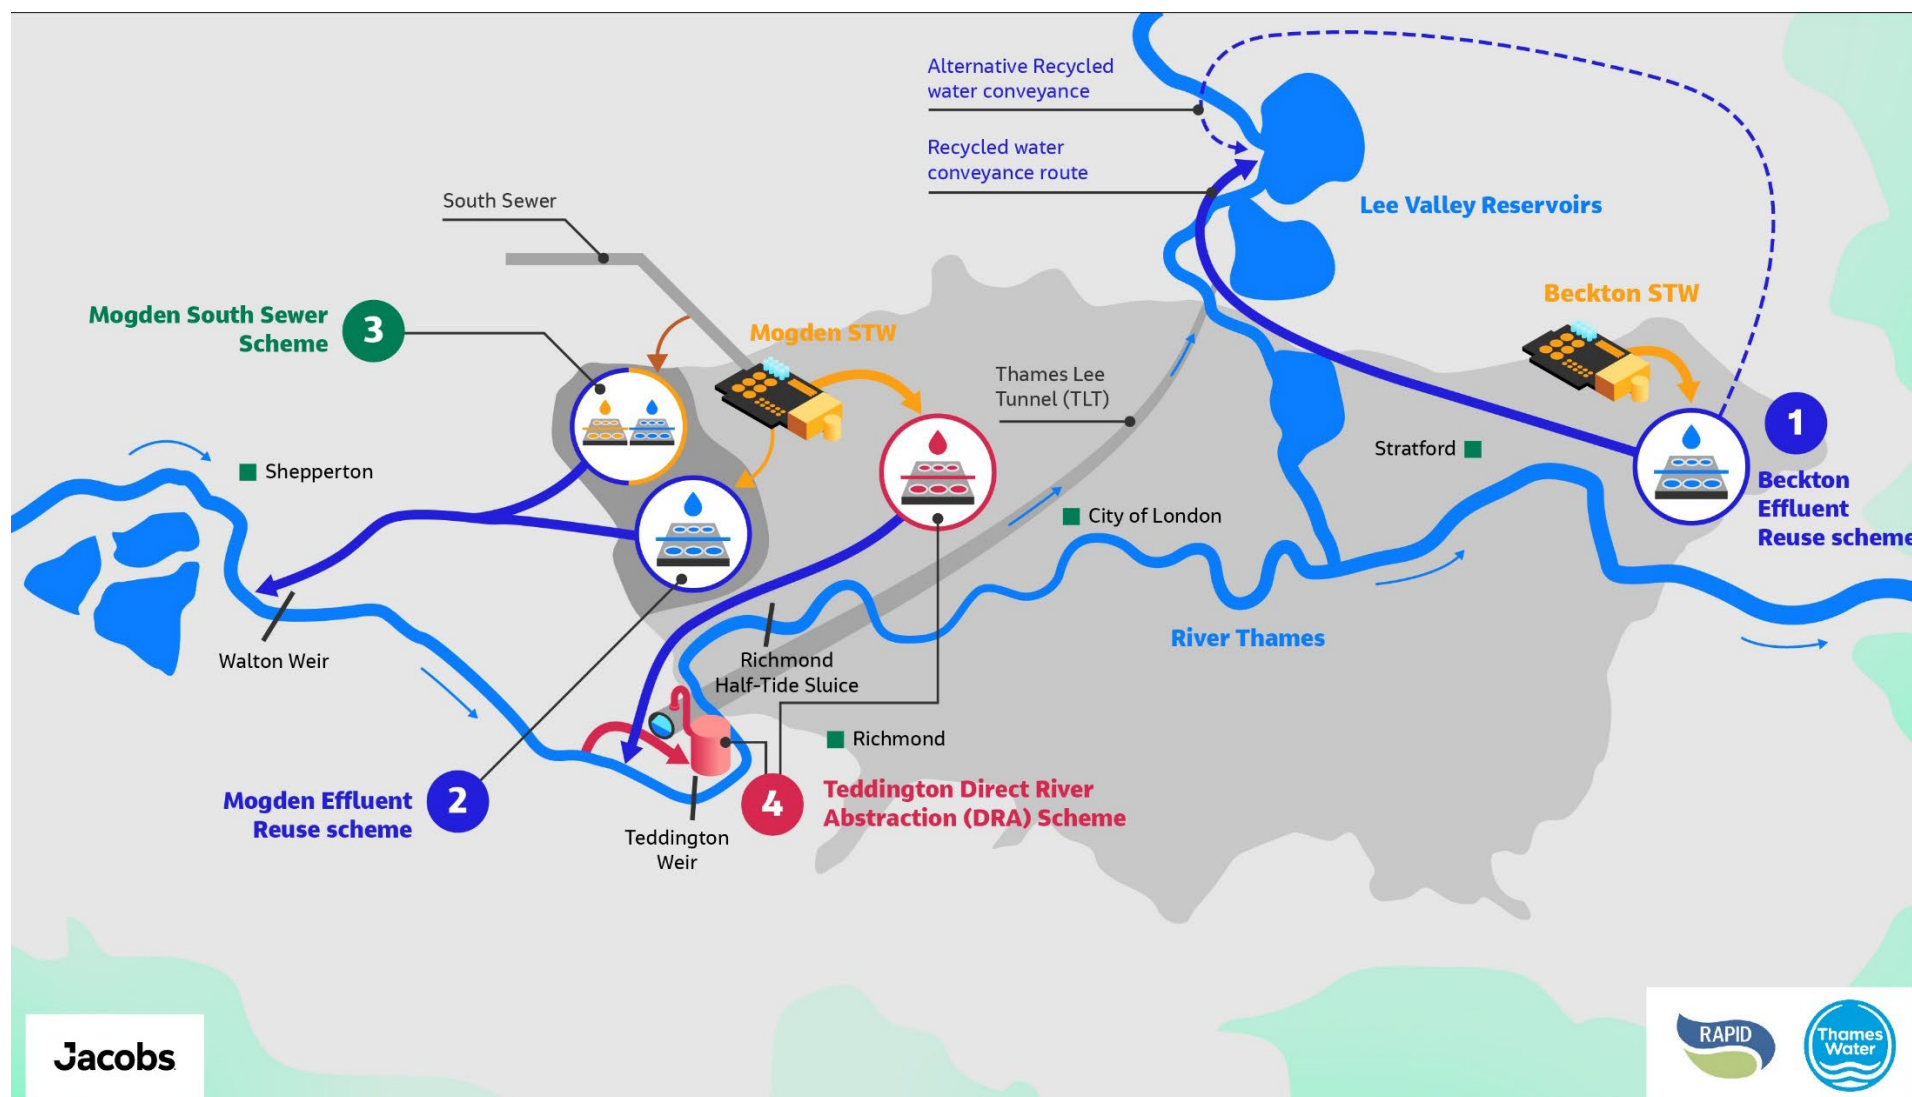 Alternative Recycled
water conveyance
Recycled water
conveyance route
South Sewer
Lee Valley Reservoirs
Beckton STW
Mogden South Sewer
Scheme
3
Mogden STW
Thames Lee
Tunnel (TLT)
1
Stratford
Shepperton
Beckton
Effluent
Reuse scheme
City of London
River Thames
Walton Weir
Richmond
Half-Tide Sluice
Richmond
Mogden Effluent
Reuse scheme
2
4
Teddington Direct River
Abstraction (DRA) Scheme
Teddington
Weir
Jacobs
RAPID
Thames
Water